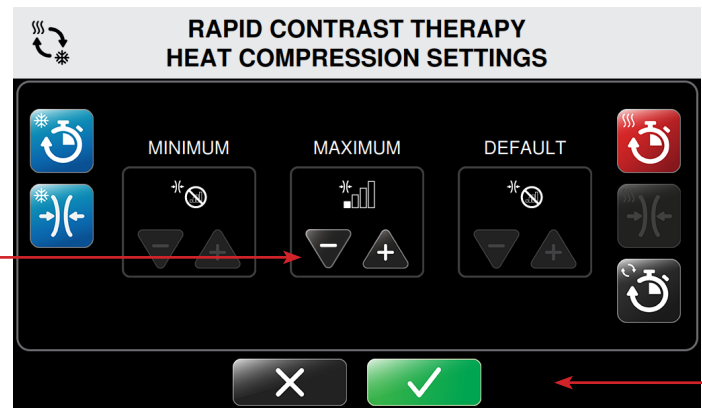 RAPID CONTRAST THERAPY
HEAT COMPRESSION SETTINGS
MINIMUM
MAXIMUM
DEFAULT